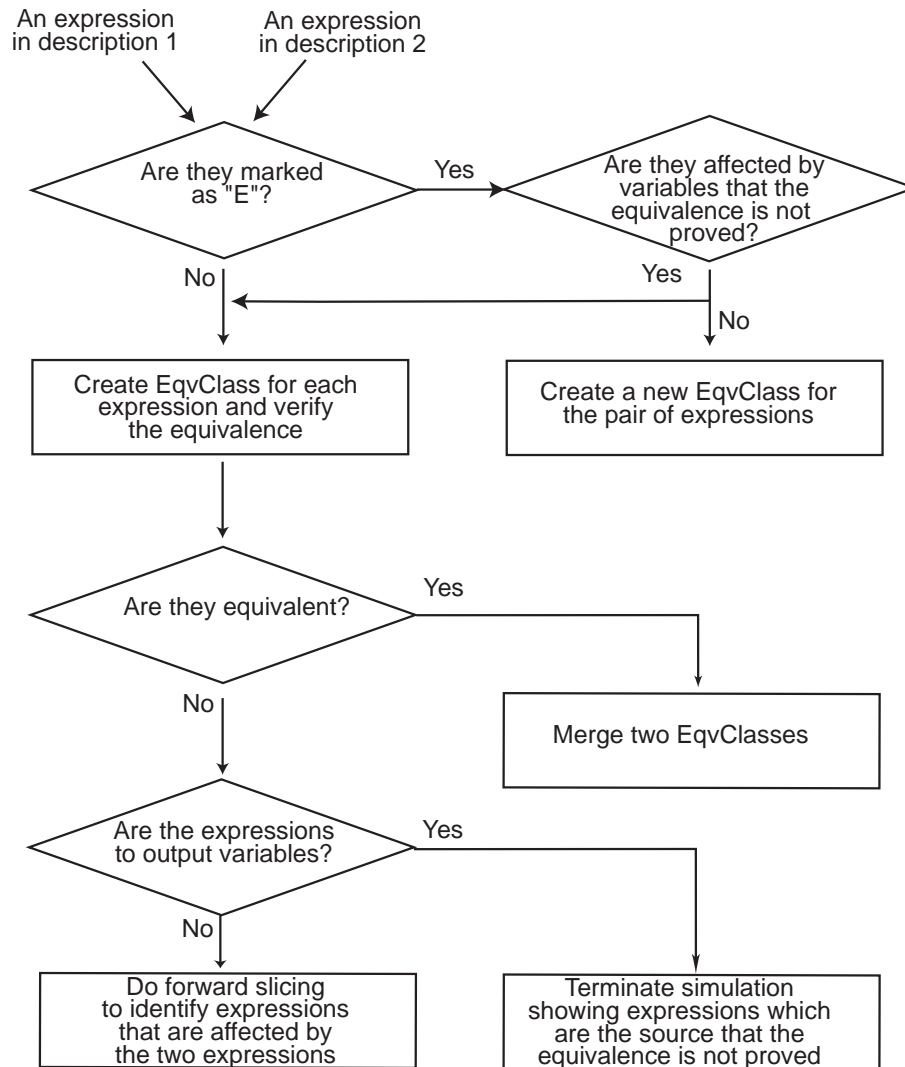 An expression
in description 1
An expression
in description 2
Are they marked
as "E"?
Yes
Are they affected by
variables that the
equivalence is not
proved?
No
Yes
No
Create EqvClass for each
expression and verify
the equivalence
Create a new EqvClass for
the pair of expressions
Are they equivalent?
Yes
No
Merge two EqvClasses
Are the expressions
to output variables?
Yes
No
Do forward slicing
to identify expressions
that are affected by
the two expressions
Terminate simulation
showing expressions which
are the source that the
equivalence is not proved